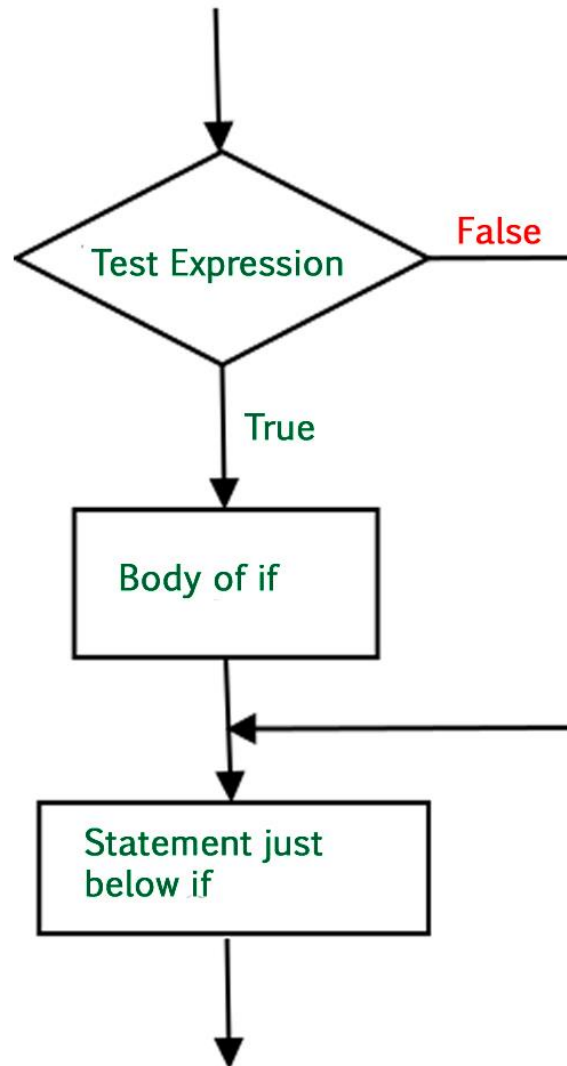 Test Expression
False
True
Body of if
Statement just
below if